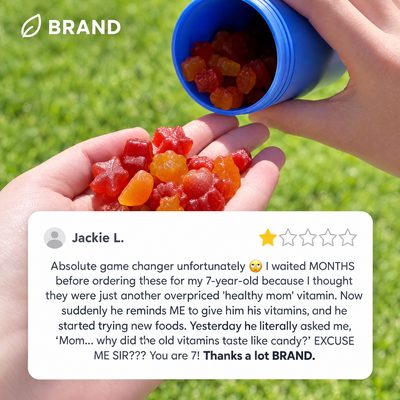 BRAND
Jackie L.
Absolute game changer unfortunately 🙄 I waited MONTHS
before ordering these for my 7-year-old because I thought
they were just another overpriced 'healthy mom' vitamin. Now
suddenly he reminds ME to give him his vitamins, and he
started trying new foods. Yesterday he literally asked me,
‘Mom... why did the old vitamins taste like candy?’ EXCUSE
ME SIR??? You are 7! Thanks a lot BRAND.